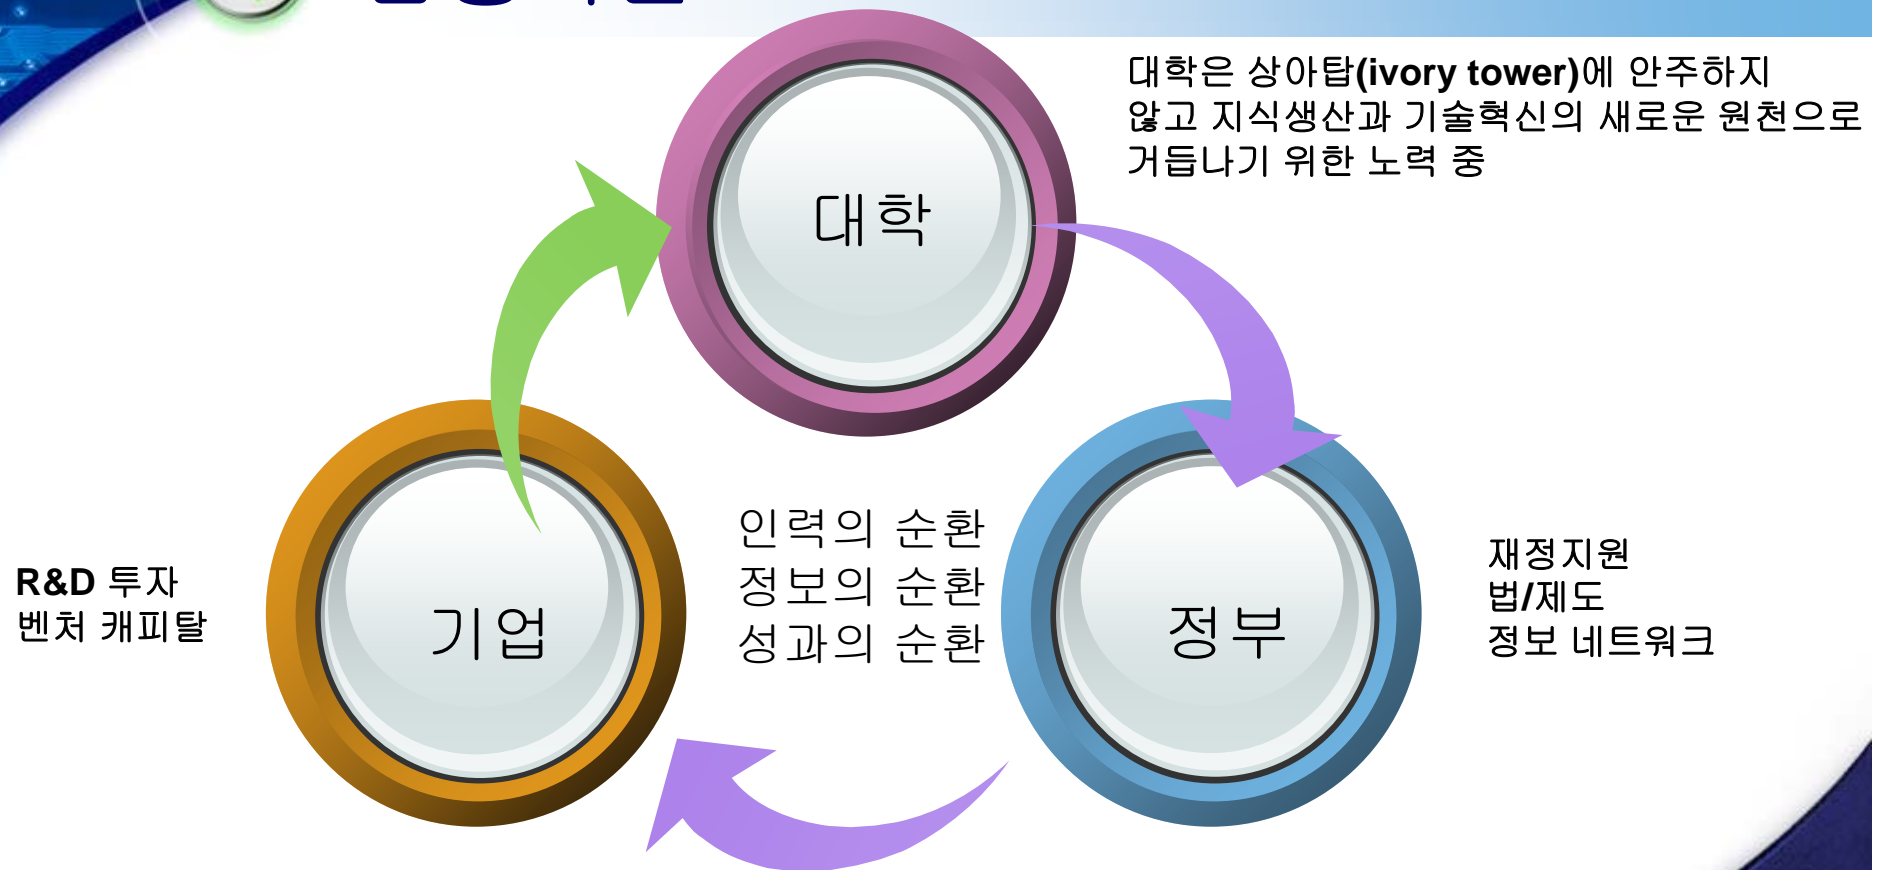 대학은 상아탑(ivory tower)에 안주하지
않고 지식생산과 기술혁신의 새로운 원천으로
거듭나기 위한 노력 중
대학
인력의 순환
정보의 순환
성과의 순환
R&D 투자
벤처 캐피탈
기업
정부
재정지원
법/제도
정보 네트워크